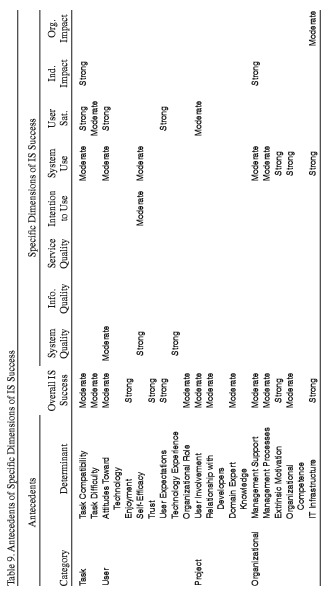 Table 9. Antecedents of Specific Dimensions of IS Success
Antecedents Specific Dimensions of IS Success
Overall IS System Info. Service Intention System User Ind. Org.
Category Determinant Success Quality Quality Quality to Use Use Sat. Impact Impact
Task Task Compatibility Moderate Moderate Strong Strong
Task Difficulty Moderate Moderate
User Attitudes Toward Moderate Moderate Moderate Strong
Technology
Enjoyment Strong
Self-Efficacy Strong Moderate Moderate
Trust Strong
User Expectations Strong Strong
Technology Experience Strong
Organizational Role Moderate
Project User Involvement Moderate Moderate
Relationship with Moderate
Developers
Domain Expert Moderate
Knowledge
Organizational Management Support Moderate Moderate Strong
Management Processes Moderate Moderate
Extrinsic Motivation Strong Strong
Organizational Moderate Strong
Competence
IT Infrastructure Strong Strong Moderate